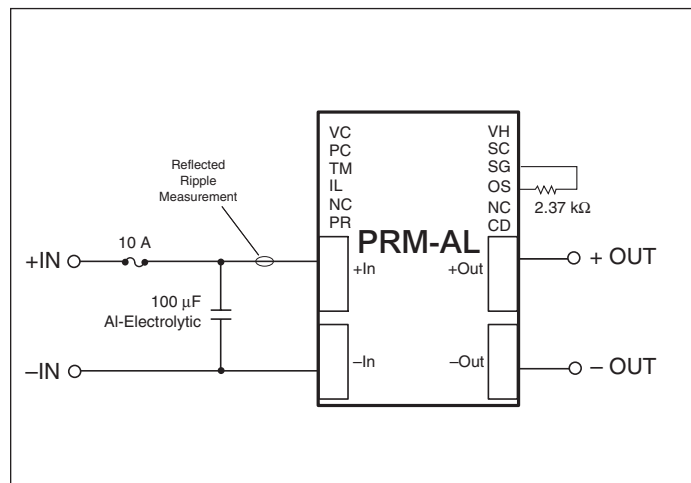 VC
PC
TM
IL
NC
PR
VH
SC
SG
OS
NC
CD
2.37 kΩ
Reflected
Ripple
Measurement
PRM-AL
10 A
+IN
+In
+Out
+ OUT
100 µF
Al-Electrolytic
–IN
–In
–Out
– OUT